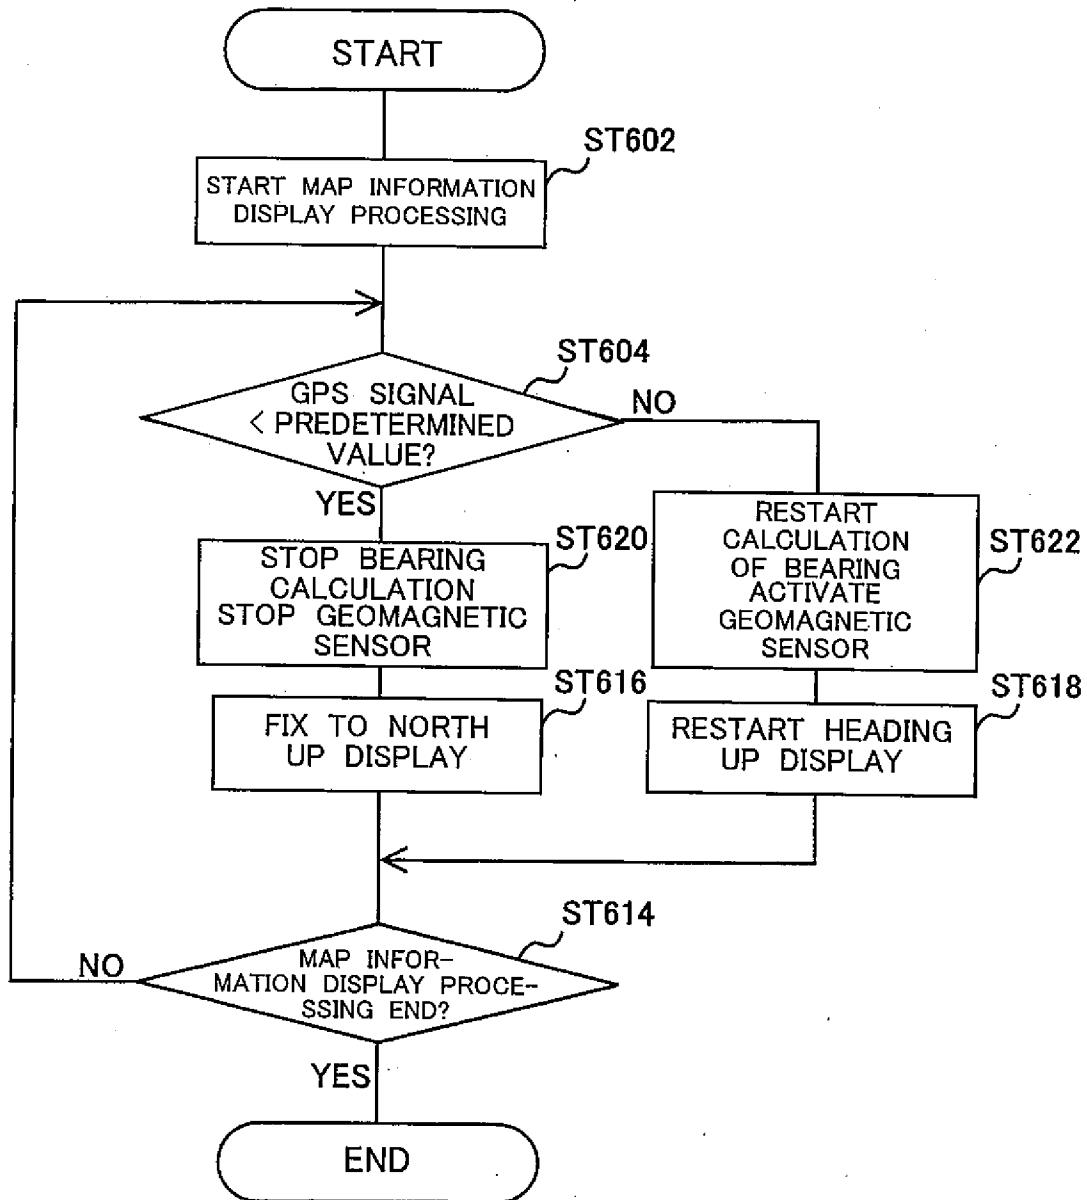 START
ST602
START MAP INFORMATION
DISPLAY PROCESSING
ST604
GPS SIGNAL
< PREDETERMINED
VALUE?
NO
YES
ST620
STOP BEARING
CALCULATION
STOP GEOMAGNETIC
SENSOR
ST622
RESTART
CALCULATION
OF BEARING
ACTIVATE
GEOMAGNETIC
SENSOR
ST616
FIX TO NORTH
UP DISPLAY
ST618
RESTART HEADING
UP DISPLAY
ST614
MAP INFOR-
MATION DISPLAY PROCE-
SSING END?
NO
YES
END